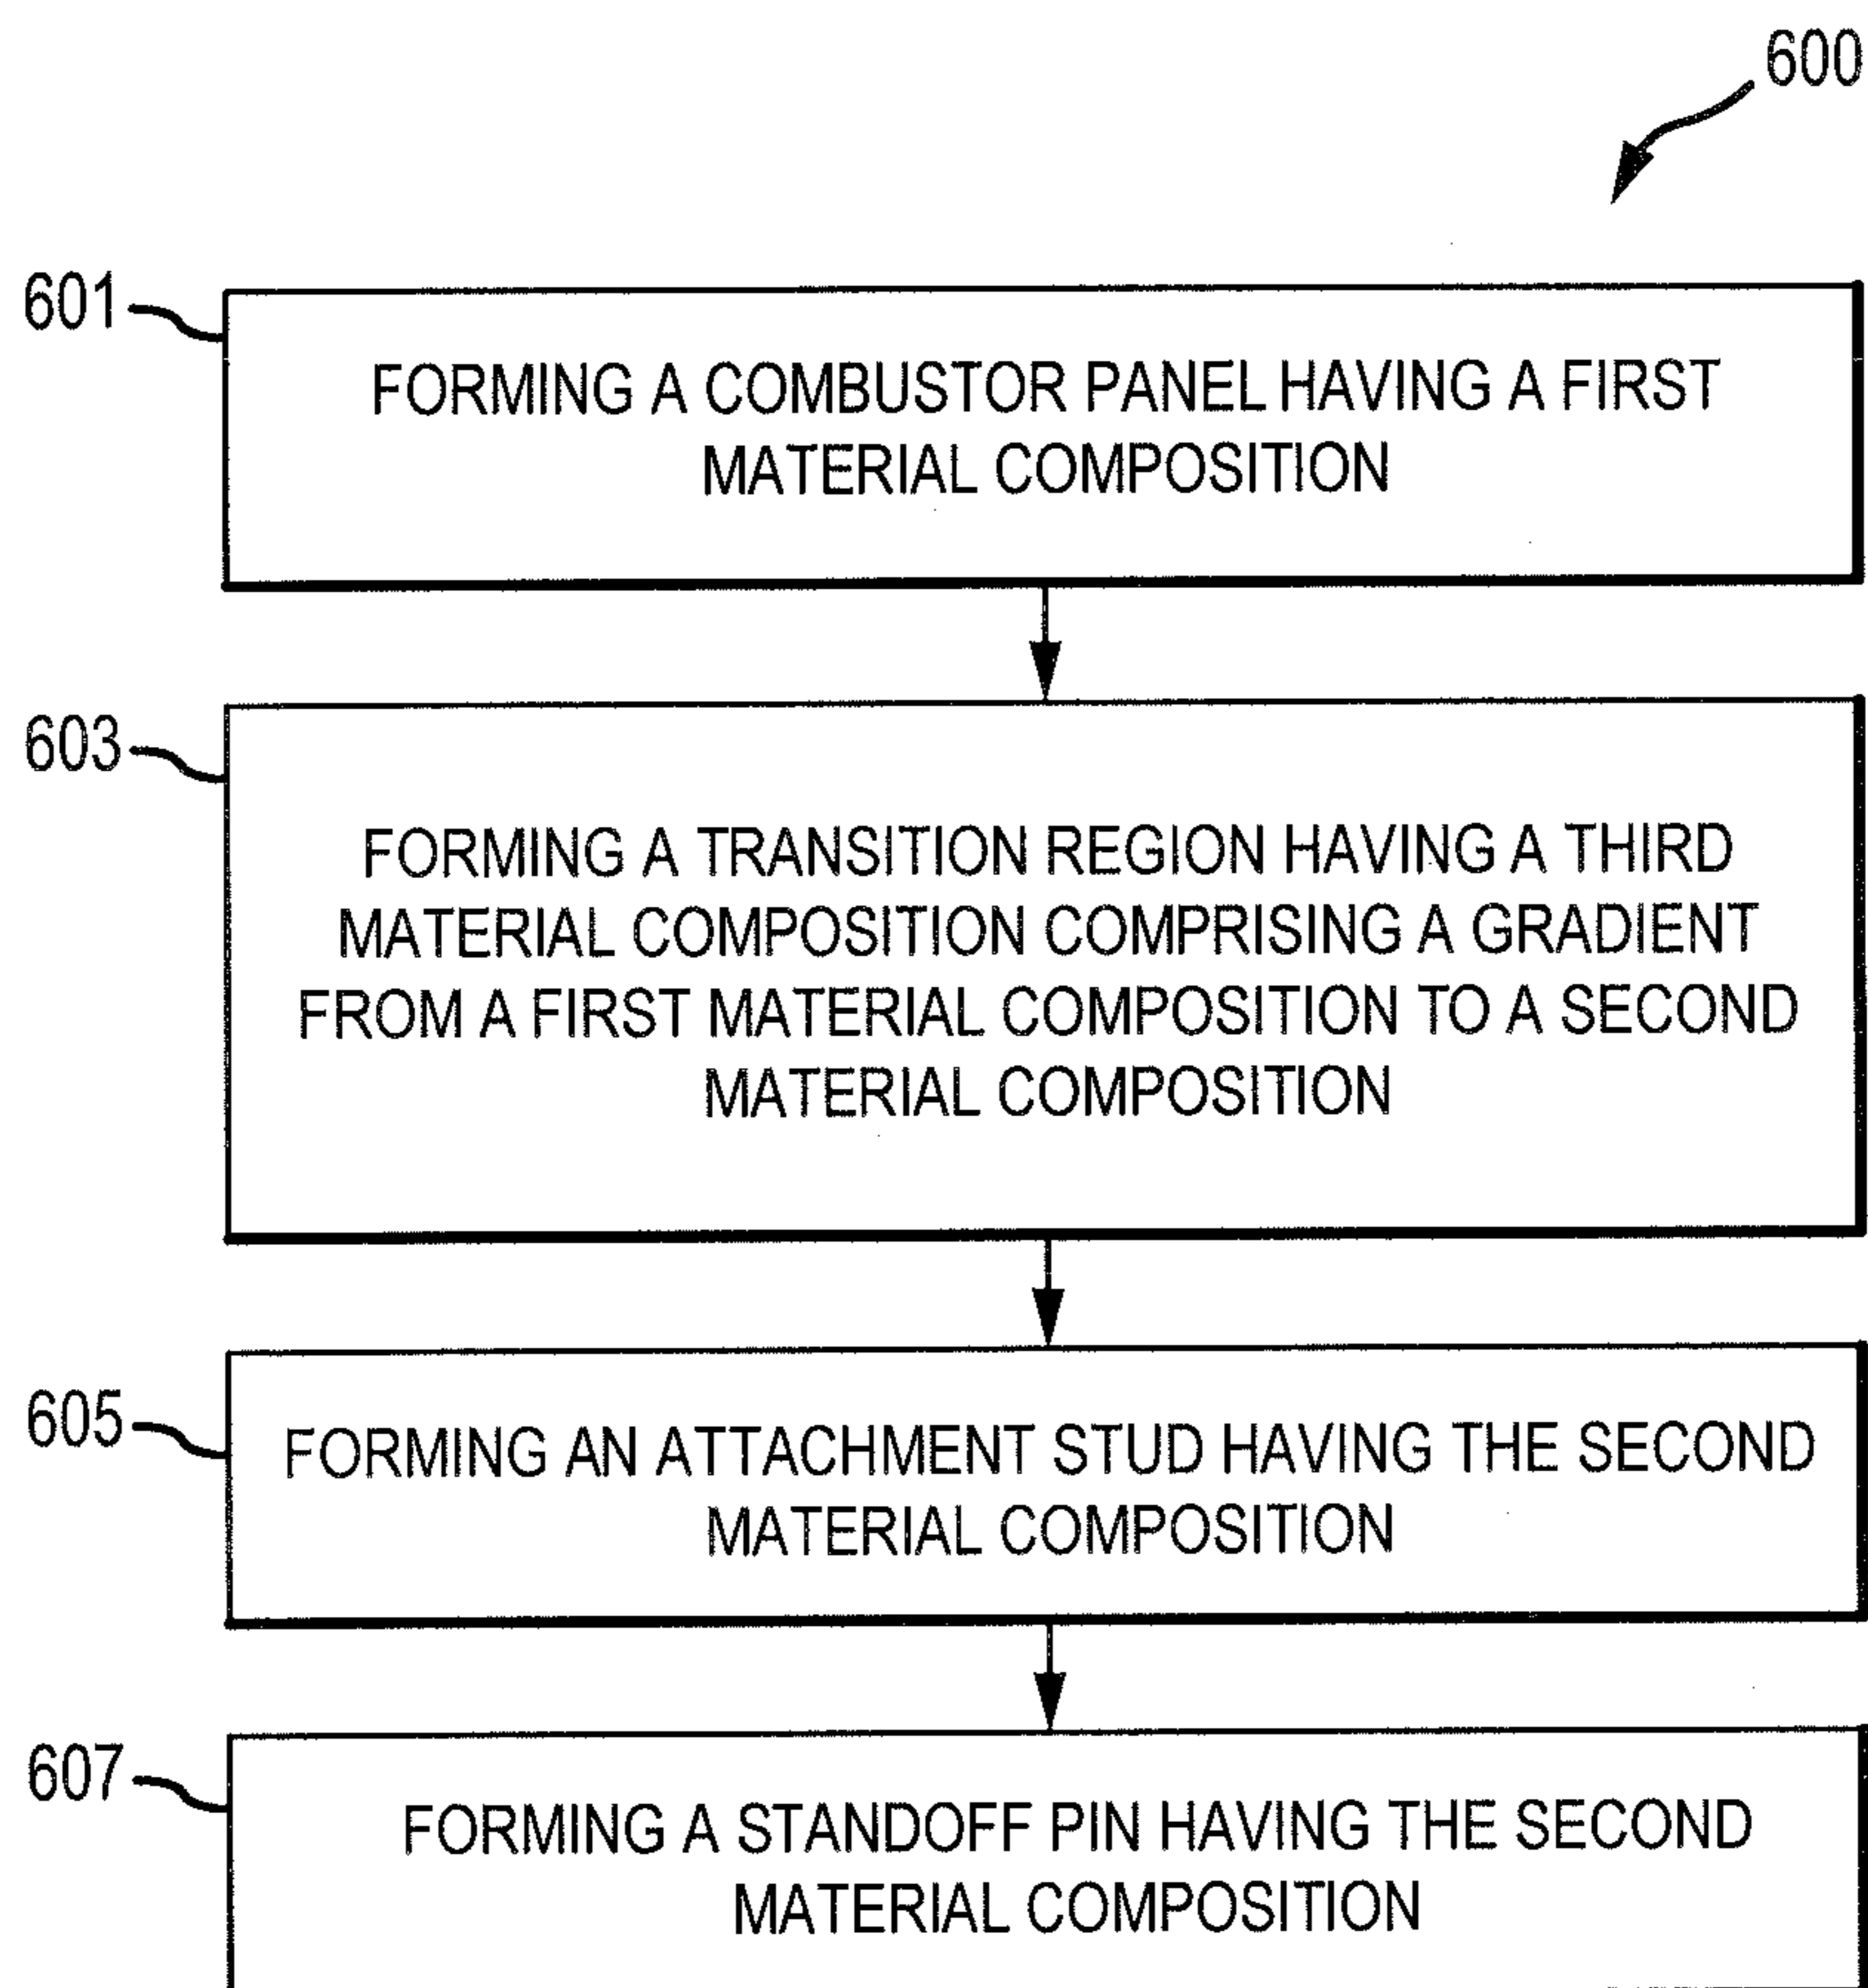 600
601
FORMING A COMBUSTOR PANEL HAVING A FIRST
MATERIAL COMPOSITION
603
FORMING A TRANSITION REGION HAVING A THIRD
MATERIAL COMPOSITION COMPRISING A GRADIENT
FROM A FIRST MATERIAL COMPOSITION TO A SECOND
MATERIAL COMPOSITION
605
FORMING AN ATTACHMENT STUD HAVING THE SECOND
MATERIAL COMPOSITION
607
FORMING A STANDOFF PIN HAVING THE SECOND
MATERIAL COMPOSITION